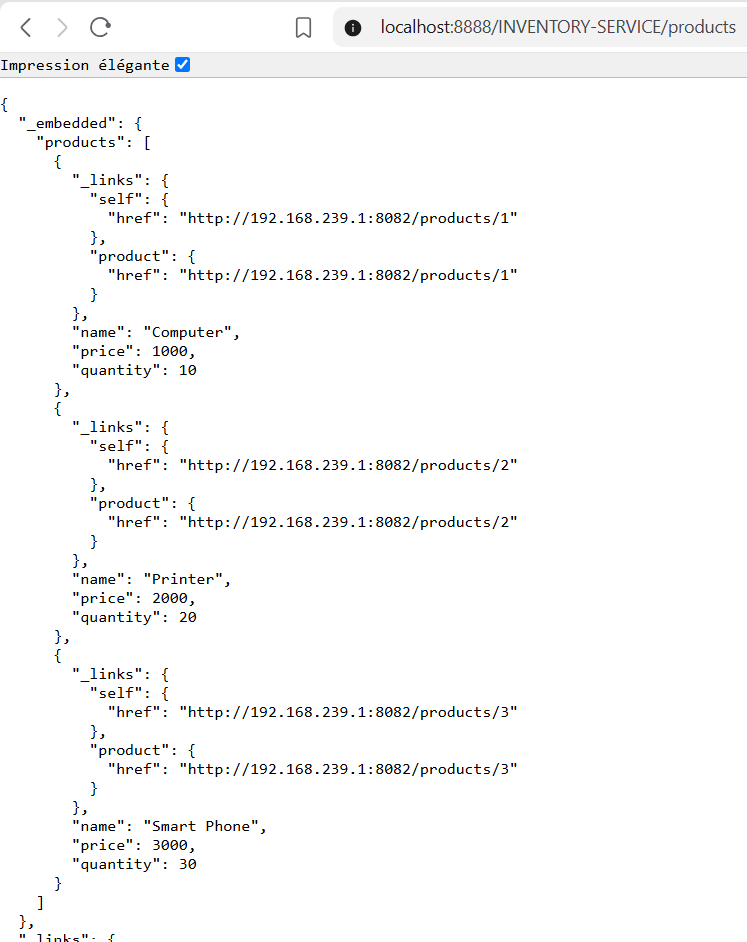 localhost:8888/INVENTORY-SERVICE/products
Impression élégante
{
  "_embedded": {
    "products": [
      {
        "_links": {
          "self": {
            "href": "http://192.168.239.1:8082/products/1"
          },
          "product": {
            "href": "http://192.168.239.1:8082/products/1"
          }
        },
        "name": "Computer",
        "price": 1000,
        "quantity": 10
      },
      {
        "_links": {
          "self": {
            "href": "http://192.168.239.1:8082/products/2"
          },
          "product": {
            "href": "http://192.168.239.1:8082/products/2"
          }
        },
        "name": "Printer",
        "price": 2000,
        "quantity": 20
      },
      {
        "_links": {
          "self": {
            "href": "http://192.168.239.1:8082/products/3"
          },
          "product": {
            "href": "http://192.168.239.1:8082/products/3"
          }
        },
        "name": "Smart Phone",
        "price": 3000,
        "quantity": 30
      }
    ]
  },
  "_links": {